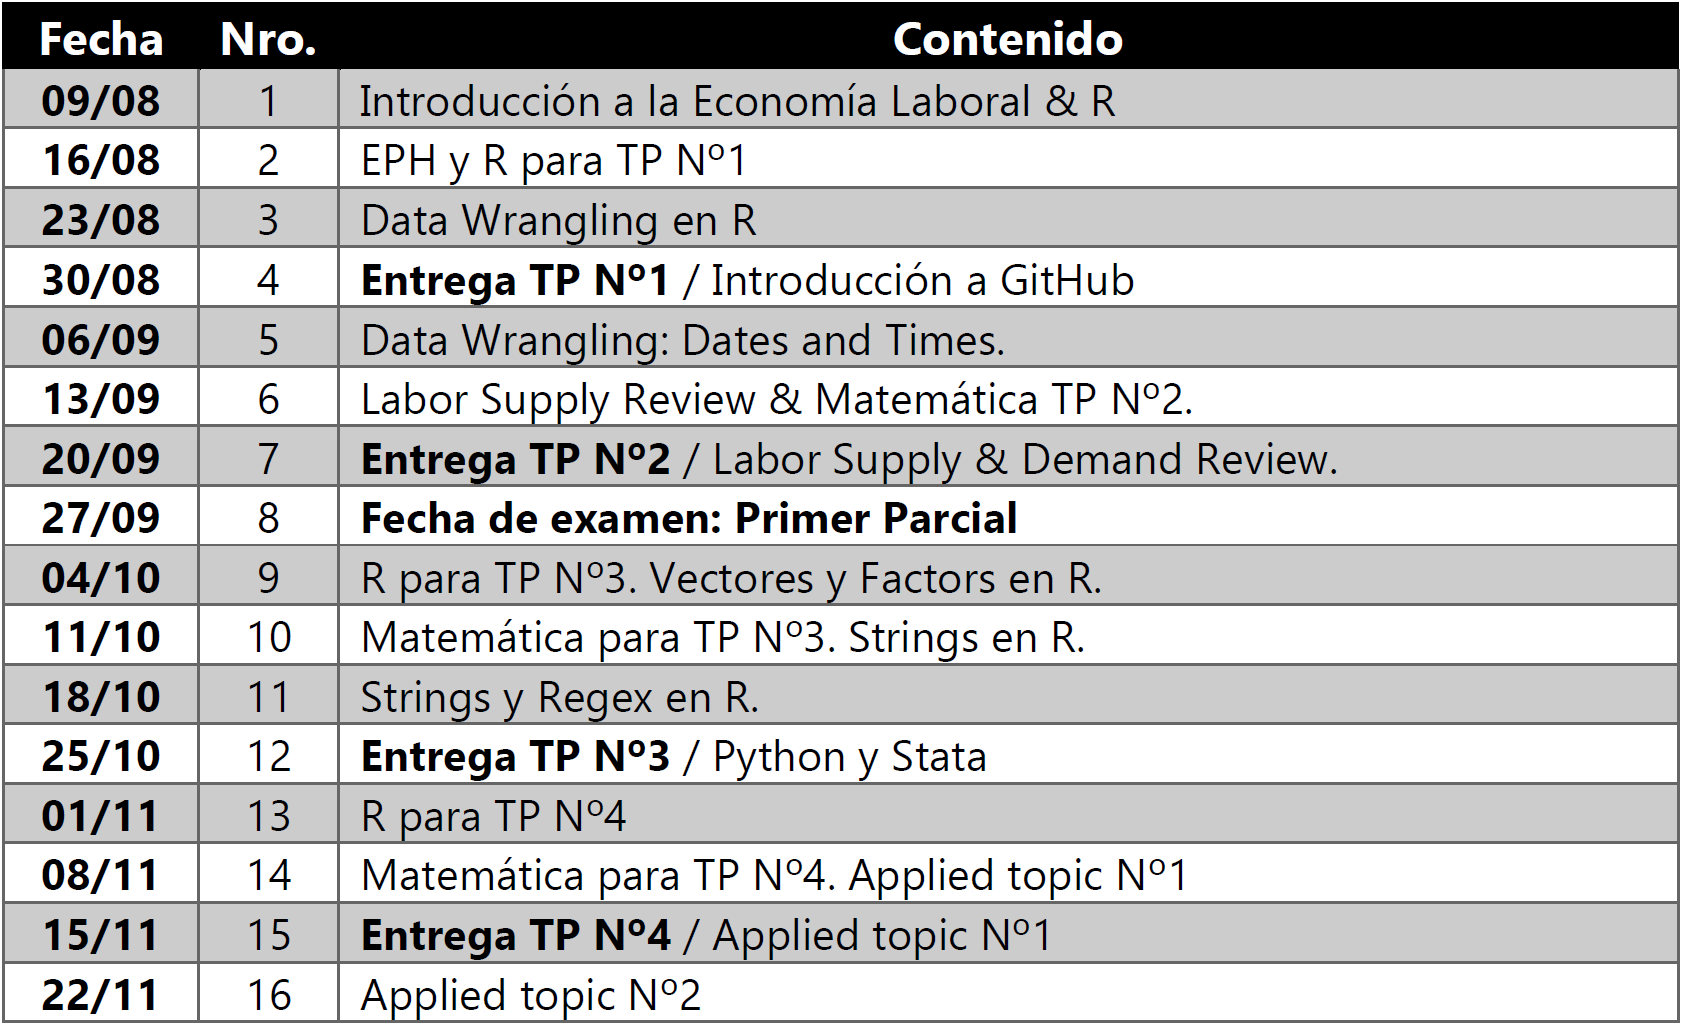 Fecha Nro. Contenido
09/08 1 Introducción a la Economía Laboral & R
16/08 2 EPH y R para TP Nº1
23/08 3 Data Wrangling en R
30/08 4 Entrega TP Nº1 / Introducción a GitHub
06/09 5 Data Wrangling: Dates and Times.
13/09 6 Labor Supply Review & Matemática TP Nº2.
20/09 7 Entrega TP Nº2 / Labor Supply & Demand Review.
27/09 8 Fecha de examen: Primer Parcial
04/10 9 R para TP Nº3. Vectores y Factors en R.
11/10 10 Matemática para TP Nº3. Strings en R.
18/10 11 Strings y Regex en R.
25/10 12 Entrega TP Nº3 / Python y Stata
01/11 13 R para TP Nº4
08/11 14 Matemática para TP Nº4. Applied topic Nº1
15/11 15 Entrega TP Nº4 / Applied topic Nº1
22/11 16 Applied topic Nº2